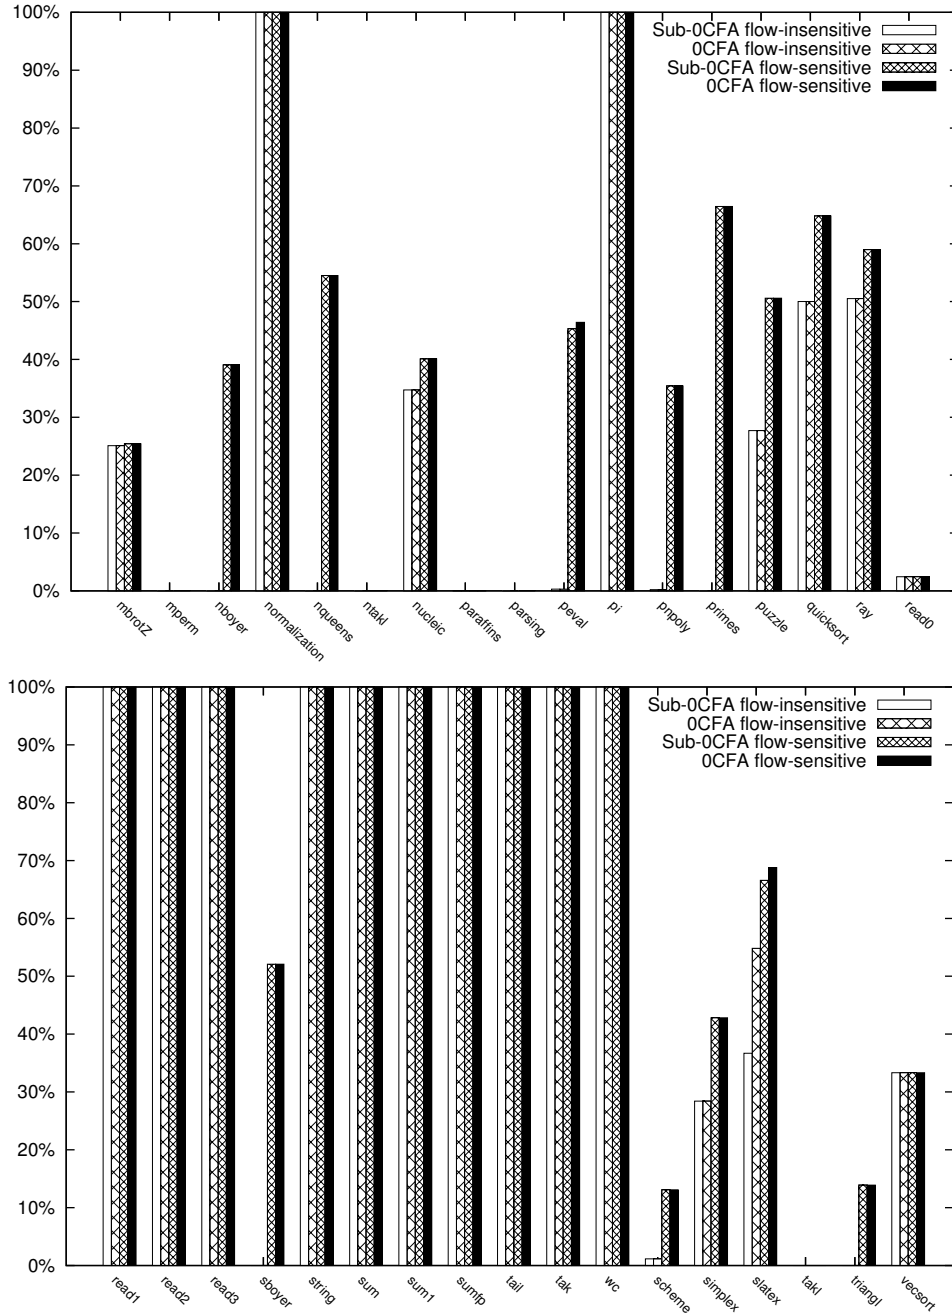 100%
90%
80%
70%
60%
50%
40%
30%
20%
10%
0%
Sub-0CFA flow-insensitive
0CFA flow-insensitive
Sub-0CFA flow-sensitive
0CFA flow-sensitive
mbrotZ
mperm
nboyer
normalization
nqueens
ntakl
nucleic
paraffins
parsing
peval
pi
pnpoly
primes
puzzle
quicksort
ray
read0
100%
90%
80%
70%
60%
50%
40%
30%
20%
10%
0%
Sub-0CFA flow-insensitive
0CFA flow-insensitive
Sub-0CFA flow-sensitive
0CFA flow-sensitive
read1
read2
read3
sboyer
string
sum
sum1
sumfp
tail
tak
wc
scheme
simplex
slatex
takl
triangl
vecsort